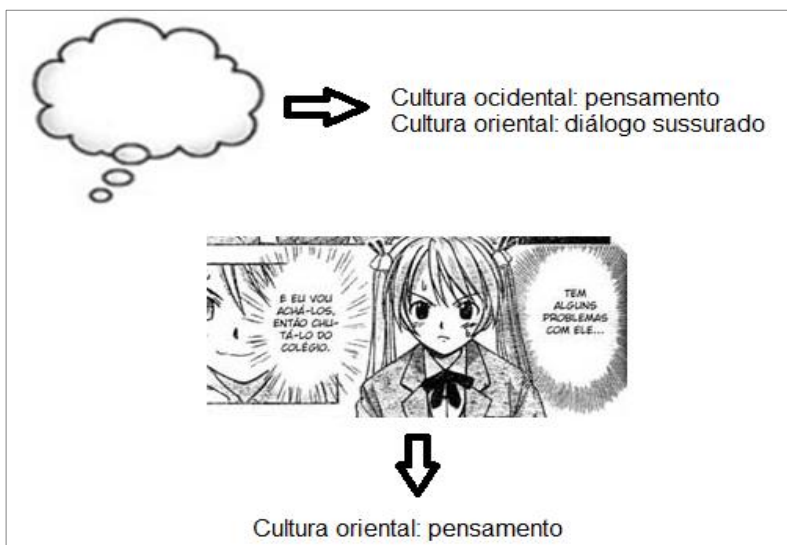 Cultura ocidental: pensamento
Cultura oriental: diálogo sussurado
E EU VOU
ACHÁ-LOS,
ENTÃO CHU-
TÁ-LO DO
COLÉGIO.
TEM
ALGUNS
PROBLEMAS
COM ELE...
Cultura oriental: pensamento